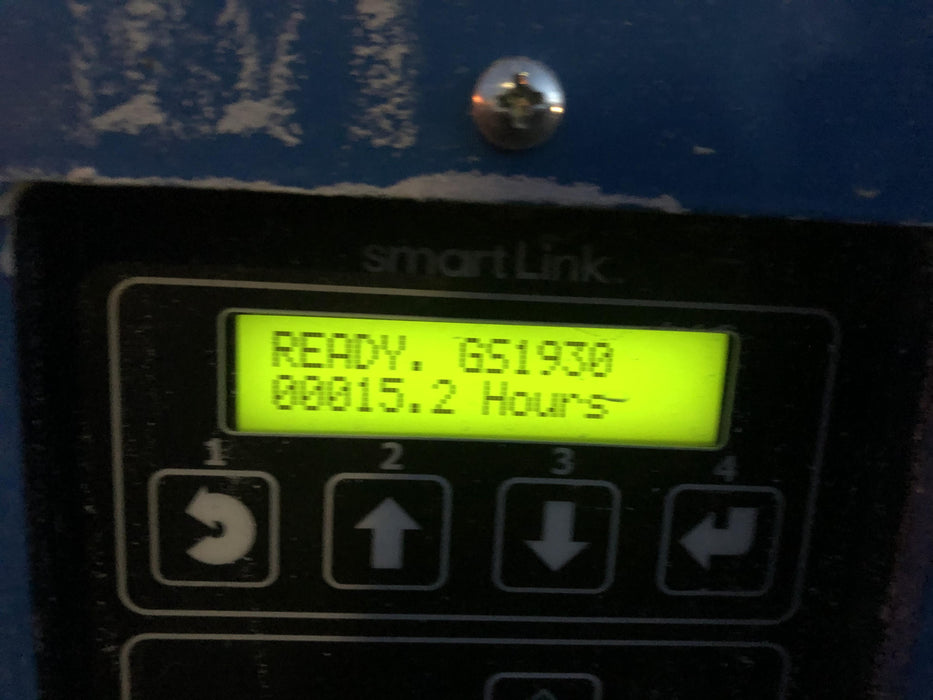 smartLink
READY. GS1930
00015.2 Hours~
1 2 3 4